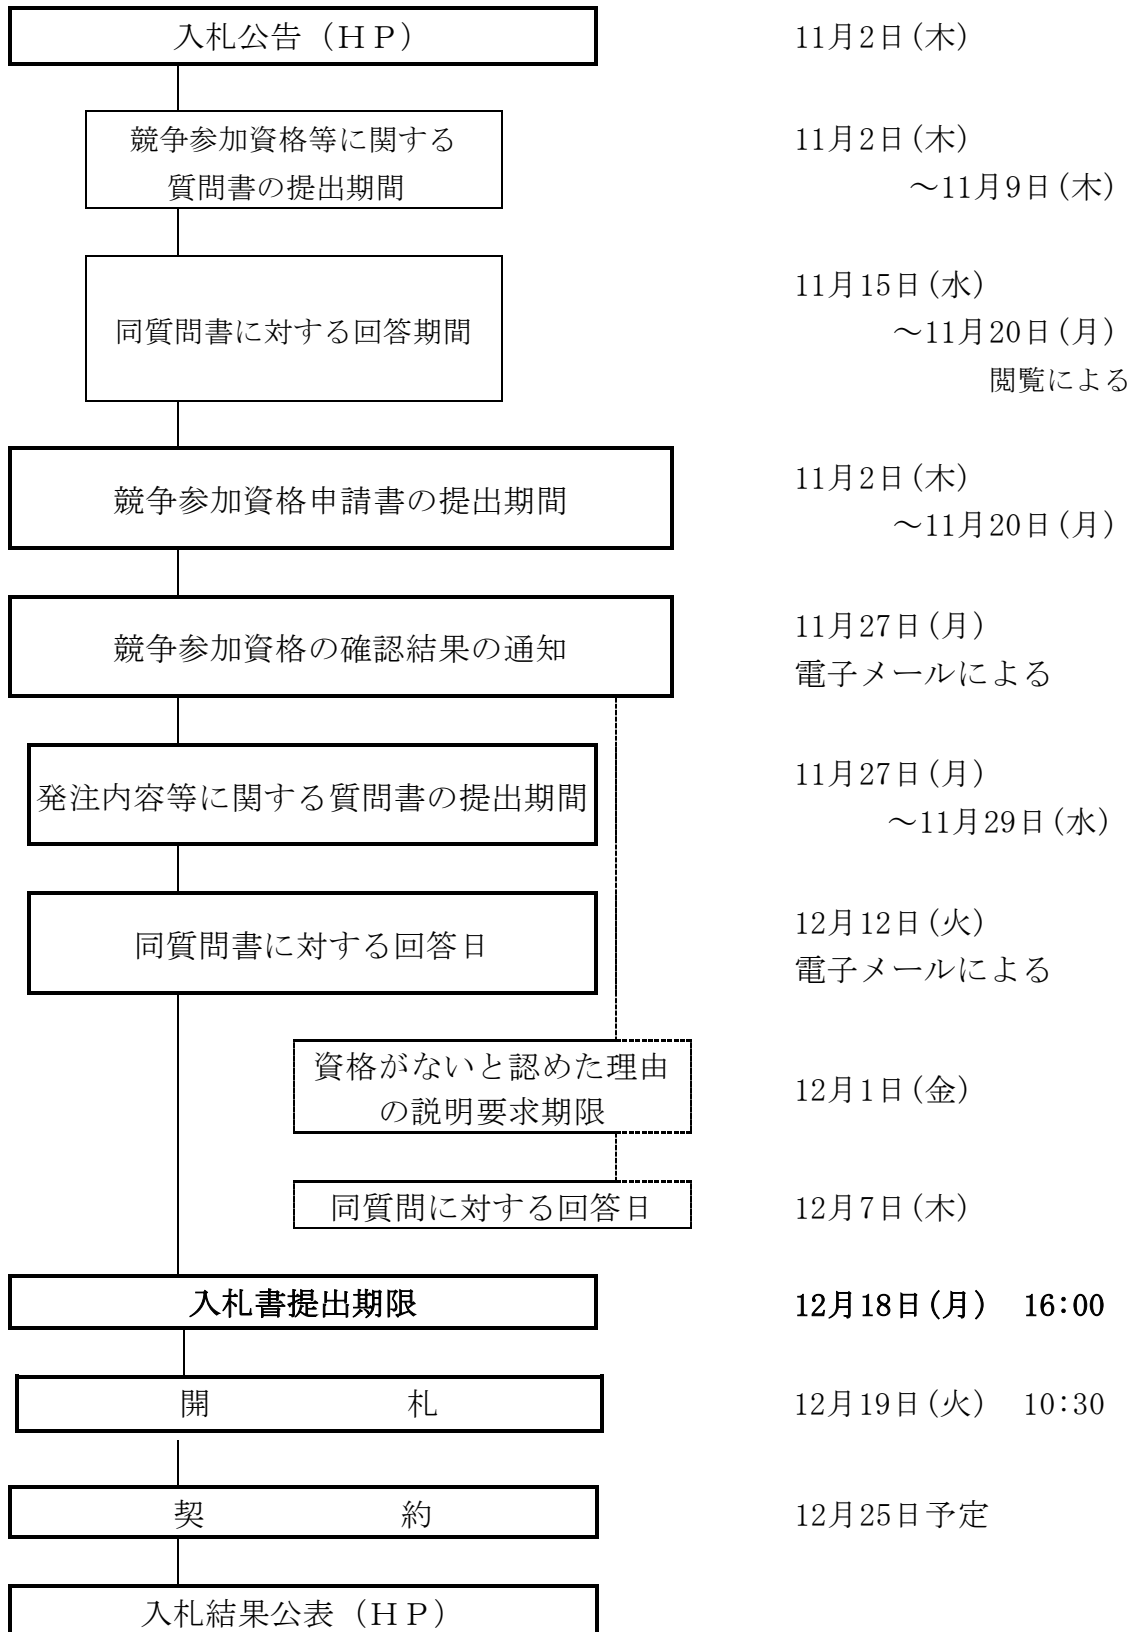 入札公告（ＨＰ）　11月2日(木)
競争参加資格等に関する　11月2日(木)
質問書の提出期間　～11月9日(木)
11月15日(水)
同質問書に対する回答期間　～11月20日(月)
閲覧による
11月2日(木)
競争参加資格申請書の提出期間
～11月20日(月)
11月27日(月)
競争参加資格の確認結果の通知
電子メールによる
11月27日(月)
発注内容等に関する質問書の提出期間
～11月29日(水)
12月12日(火)
同質問書に対する回答日
電子メールによる
資格がないと認めた理由
の説明要求期限
12月1日(金)
同質問に対する回答日　12月7日(木)
入札書提出期限　12月18日(月)　16:00
開　札　12月19日(火)　10:30
契　約　12月25日予定
入札結果公表（ＨＰ）